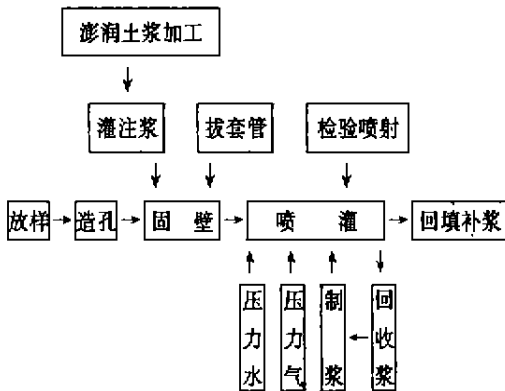 澎润土浆加工
灌注浆
拔套管
检验喷射
放样
造孔
固 壁
喷 灌
回填补浆
压力水
压力气
制浆
回收浆